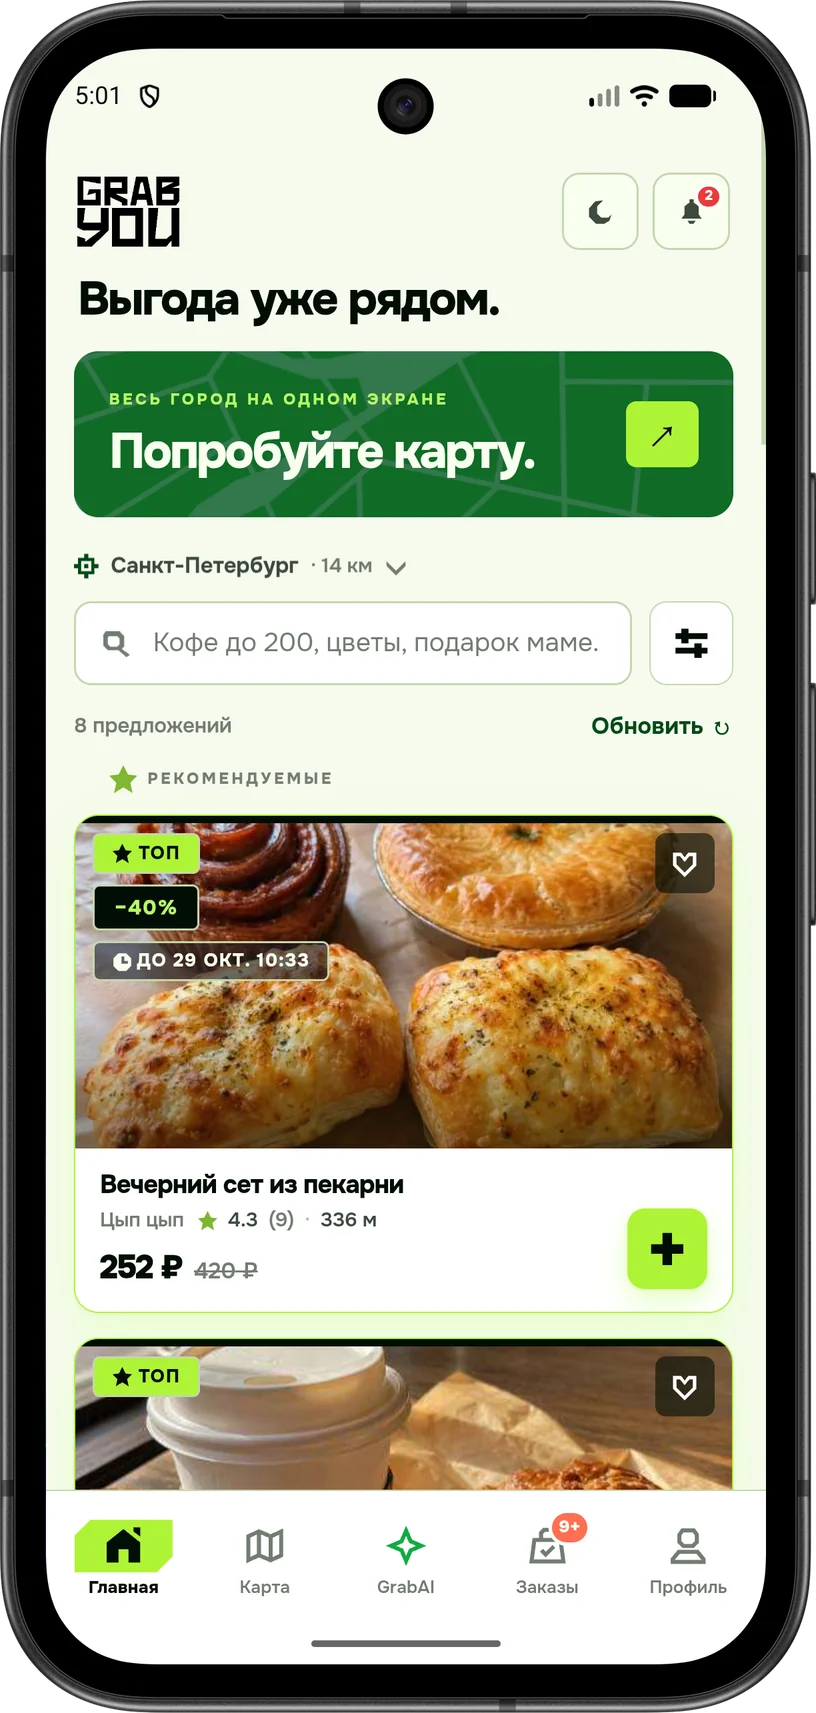 5:01
GRAB
YOU
2
Выгода уже рядом.
ВЕСЬ ГОРОД НА ОДНОМ ЭКРАНЕ
Попробуйте карту.
Санкт-Петербург · 14 км
Кофе до 200, цветы, подарок маме.
8 предложений
Обновить
РЕКОМЕНДУЕМЫЕ
ТОП
−40%
ДО 29 ОКТ. 10:33
Вечерний сет из пекарни
Цып цып 4.3 (9) · 336 м
252 ₽ 420 ₽
ТОП
9+
Главная
Карта
GrabAI
Заказы
Профиль